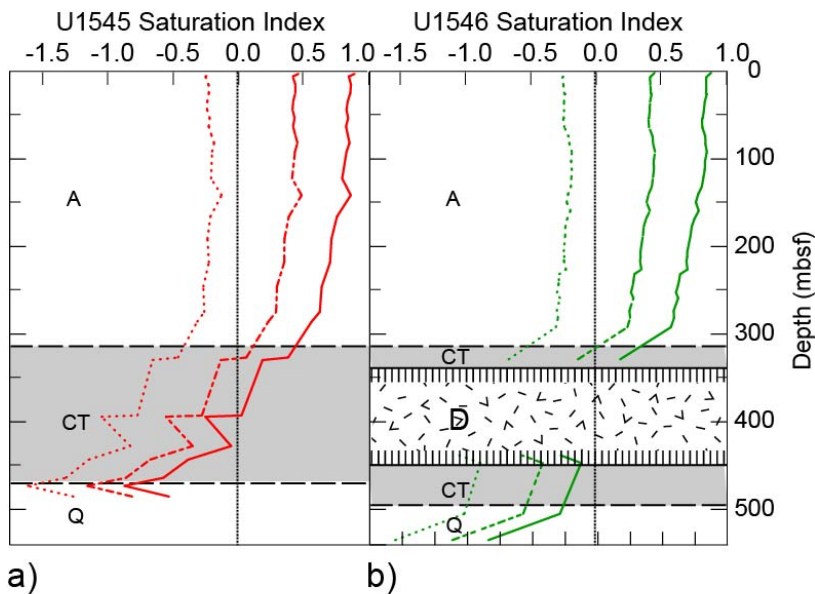 U1545 Saturation Index
-1.5 -1.0 -0.5 0.0 0.5 1.0
A
CT
Q
a)
U1546 Saturation Index
-1.5 -1.0 -0.5 0.0 0.5 1.0
A
CT
D
CT
Q
b)
0
100
200
300
400
500
Depth (mbsf)